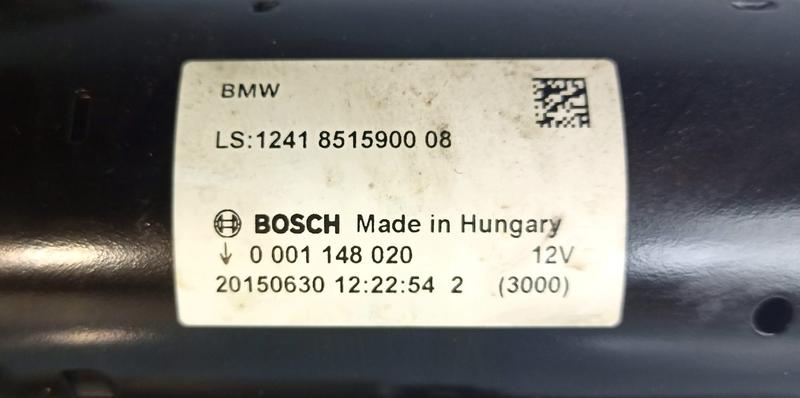 BMW
LS:1241 8515900 08
BOSCH Made in Hungary
↓ 0 001 148 020 12V
20150630 12:22:54 2 (3000)